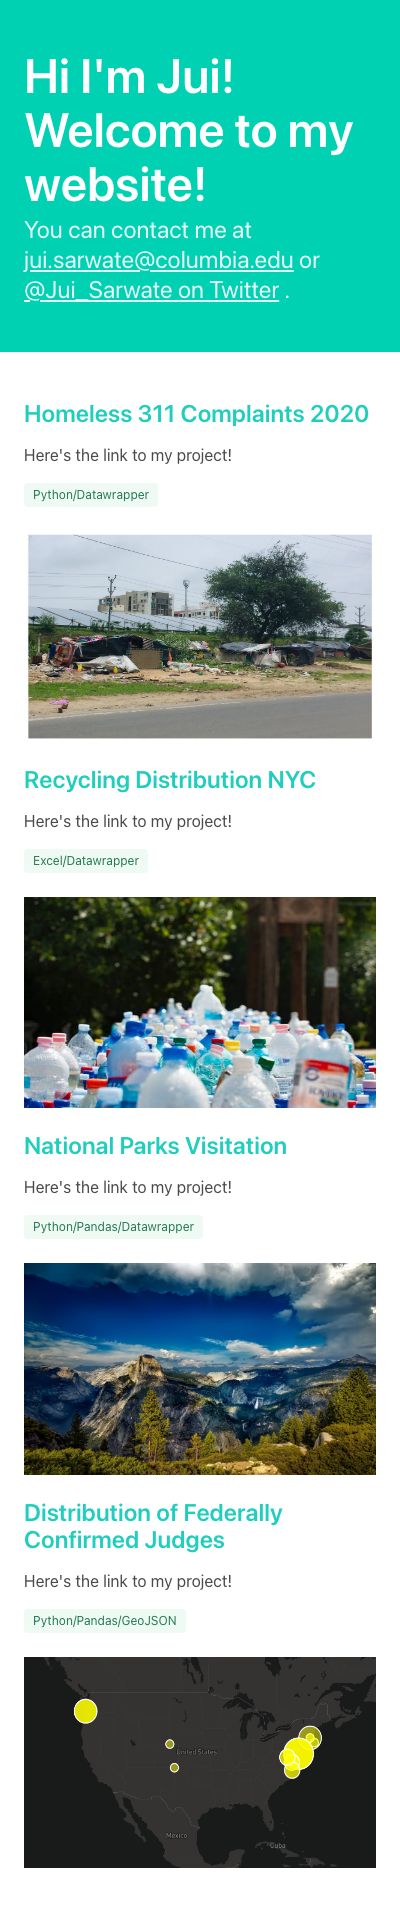 Hi I'm Jui!
Welcome to my
website!
You can contact me at
jui.sarwate@columbia.edu or
@Jui_Sarwate on Twitter .
Homeless 311 Complaints 2020
Here's the link to my project!
Python/Datawrapper
Recycling Distribution NYC
Here's the link to my project!
Excel/Datawrapper
National Parks Visitation
Here's the link to my project!
Python/Pandas/Datawrapper
Distribution of Federally
Confirmed Judges
Here's the link to my project!
Python/Pandas/GeoJSON
United States
Mexico
Cuba